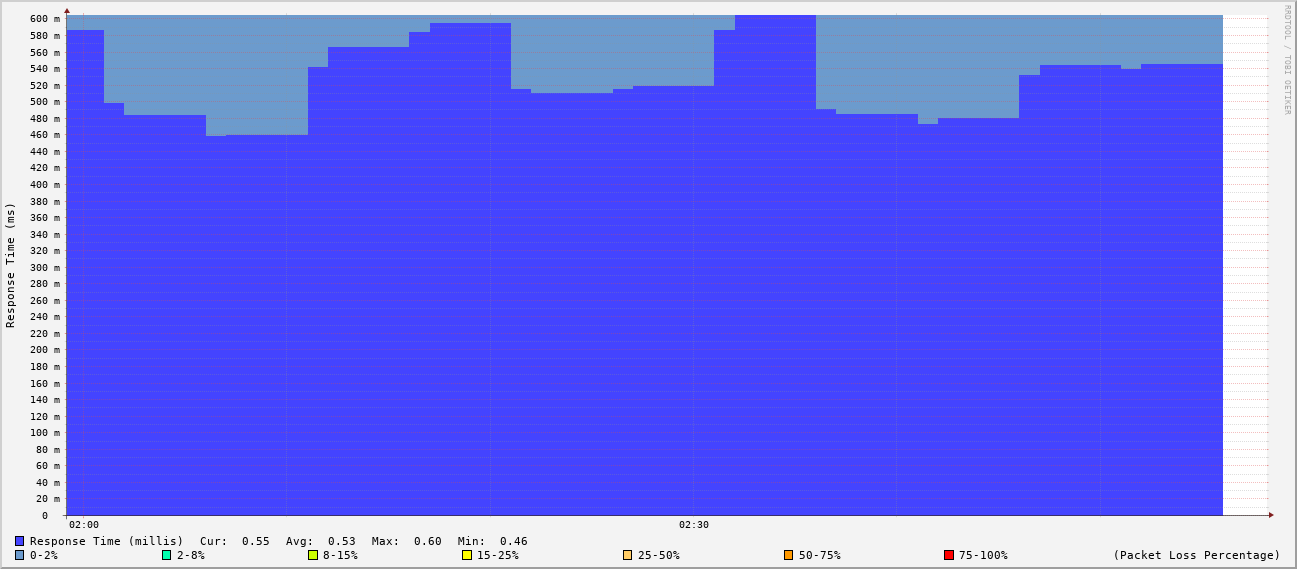 RRDTOOL / TOBI OETIKER
Response Time (ms)
600 m
580 m
560 m
540 m
520 m
500 m
480 m
460 m
440 m
420 m
400 m
380 m
360 m
340 m
320 m
300 m
280 m
260 m
240 m
220 m
200 m
180 m
160 m
140 m
120 m
100 m
80 m
60 m
40 m
20 m
0
02:00 02:30
Response Time (millis) Cur: 0.55 Avg: 0.53 Max: 0.60 Min: 0.46
0-2% 2-8% 8-15% 15-25% 25-50% 50-75% 75-100% (Packet Loss Percentage)